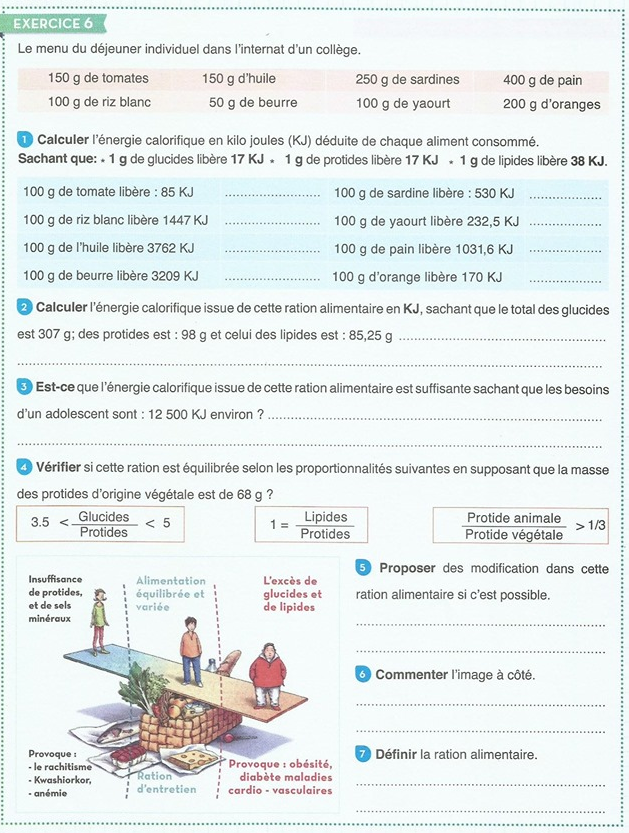 EXERCICE 6
Le menu du déjeuner individuel dans l'internat d'un collège.
150 g de tomates 150 g d'huile 250 g de sardines 400 g de pain
100 g de riz blanc 50 g de beurre 100 g de yaourt 200 g d'oranges
1 Calculer l'énergie calorifique en kilo joules (KJ) déduite de chaque aliment consommé.
Sachant que: • 1 g de glucides libère 17 KJ • 1 g de protides libère 17 KJ • 1 g de lipides libère 38 KJ.
100 g de tomate libère : 85 KJ ........................ 100 g de sardine libère : 530 KJ ..................
100 g de riz blanc libère 1447 KJ ........................ 100 g de yaourt libère 232,5 KJ ..................
100 g de l'huile libère 3762 KJ ........................ 100 g de pain libère 1031,6 KJ ..................
100 g de beurre libère 3209 KJ ........................ 100 g d'orange libère 170 KJ ..................
2 Calculer l'énergie calorifique issue de cette ration alimentaire en KJ, sachant que le total des glucides
est 307 g; des protides est : 98 g et celui des lipides est : 85,25 g ..................
3 Est-ce que l'énergie calorifique issue de cette ration alimentaire est suffisante sachant que les besoins
d'un adolescent sont : 12 500 KJ environ ? ..................
4 Vérifier si cette ration est équilibrée selon les proportionnalités suivantes en supposant que la masse
des protides d'origine végétale est de 68 g ?
3.5 < Glucides / Protides < 5
1 = Lipides / Protides
Protide animale / Protide végétale > 1/3
Insuffisance
de protides,
et de sels
minéraux
Alimentation
équilibrée et
variée
L'excès de
glucides et
de lipides
Provoque :
- le rachitisme
- Kwashiorkor,
- anémie
Ration
d'entretien
Provoque : obésité,
diabète maladies
cardio - vasculaires
5 Proposer des modification dans cette
ration alimentaire si c'est possible.
6 Commenter l'image à côté.
7 Définir la ration alimentaire.